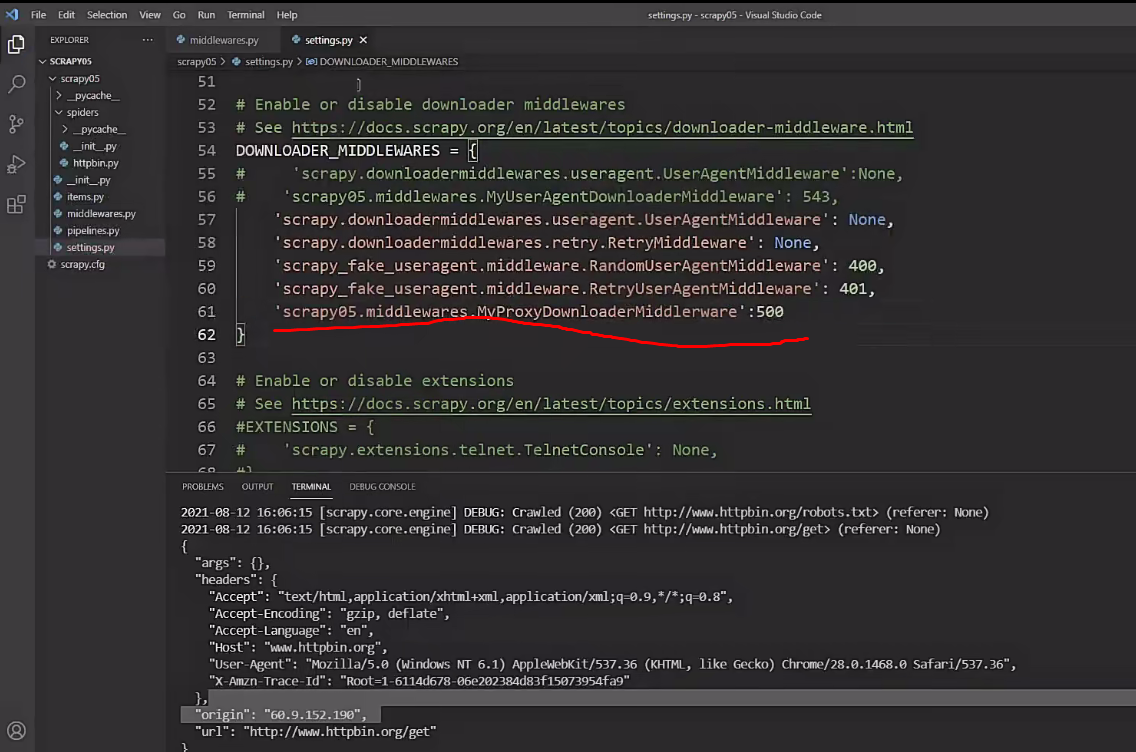 File Edit Selection View Go Run Terminal Help
settings.py - scrapy05 - Visual Studio Code
EXPLORER ···
middlewares.py
settings.py
SCRAPY05
scrapy05
__pycache__
spiders
__pycache__
__init__.py
httpbin.py
__init__.py
items.py
middlewares.py
pipelines.py
settings.py
scrapy.cfg
scrapy05 > settings.py > DOWNLOADER_MIDDLEWARES
51 ]
52 # Enable or disable downloader middlewares
53 # See https://docs.scrapy.org/en/latest/topics/downloader-middleware.html
54 DOWNLOADER_MIDDLEWARES = {
55 #     'scrapy.downloadermiddlewares.useragent.UserAgentMiddleware':None,
56 #    'scrapy05.middlewares.MyUserAgentDownloaderMiddleware': 543,
57     'scrapy.downloadermiddlewares.useragent.UserAgentMiddleware': None,
58     'scrapy.downloadermiddlewares.retry.RetryMiddleware': None,
59     'scrapy_fake_useragent.middleware.RandomUserAgentMiddleware': 400,
60     'scrapy_fake_useragent.middleware.RetryUserAgentMiddleware': 401,
61     'scrapy05.middlewares.MyProxyDownloaderMiddlerware':500
62 }
63
64 # Enable or disable extensions
65 # See https://docs.scrapy.org/en/latest/topics/extensions.html
66 #EXTENSIONS = {
67 #    'scrapy.extensions.telnet.TelnetConsole': None,
68 #}
PROBLEMS OUTPUT TERMINAL DEBUG CONSOLE
2021-08-12 16:06:15 [scrapy.core.engine] DEBUG: Crawled (200) <GET http://www.httpbin.org/robots.txt> (referer: None)
2021-08-12 16:06:15 [scrapy.core.engine] DEBUG: Crawled (200) <GET http://www.httpbin.org/get> (referer: None)
{
"args": {},
"headers": {
"Accept": "text/html,application/xhtml+xml,application/xml;q=0.9,*/*;q=0.8",
"Accept-Encoding": "gzip, deflate",
"Accept-Language": "en",
"Host": "www.httpbin.org",
"User-Agent": "Mozilla/5.0 (Windows NT 6.1) AppleWebKit/537.36 (KHTML, like Gecko) Chrome/28.0.1468.0 Safari/537.36",
"X-Amzn-Trace-Id": "Root=1-6114d678-06e202384d83f15073954fa9"
},
"origin": "60.9.152.190",
"url": "http://www.httpbin.org/get"
}